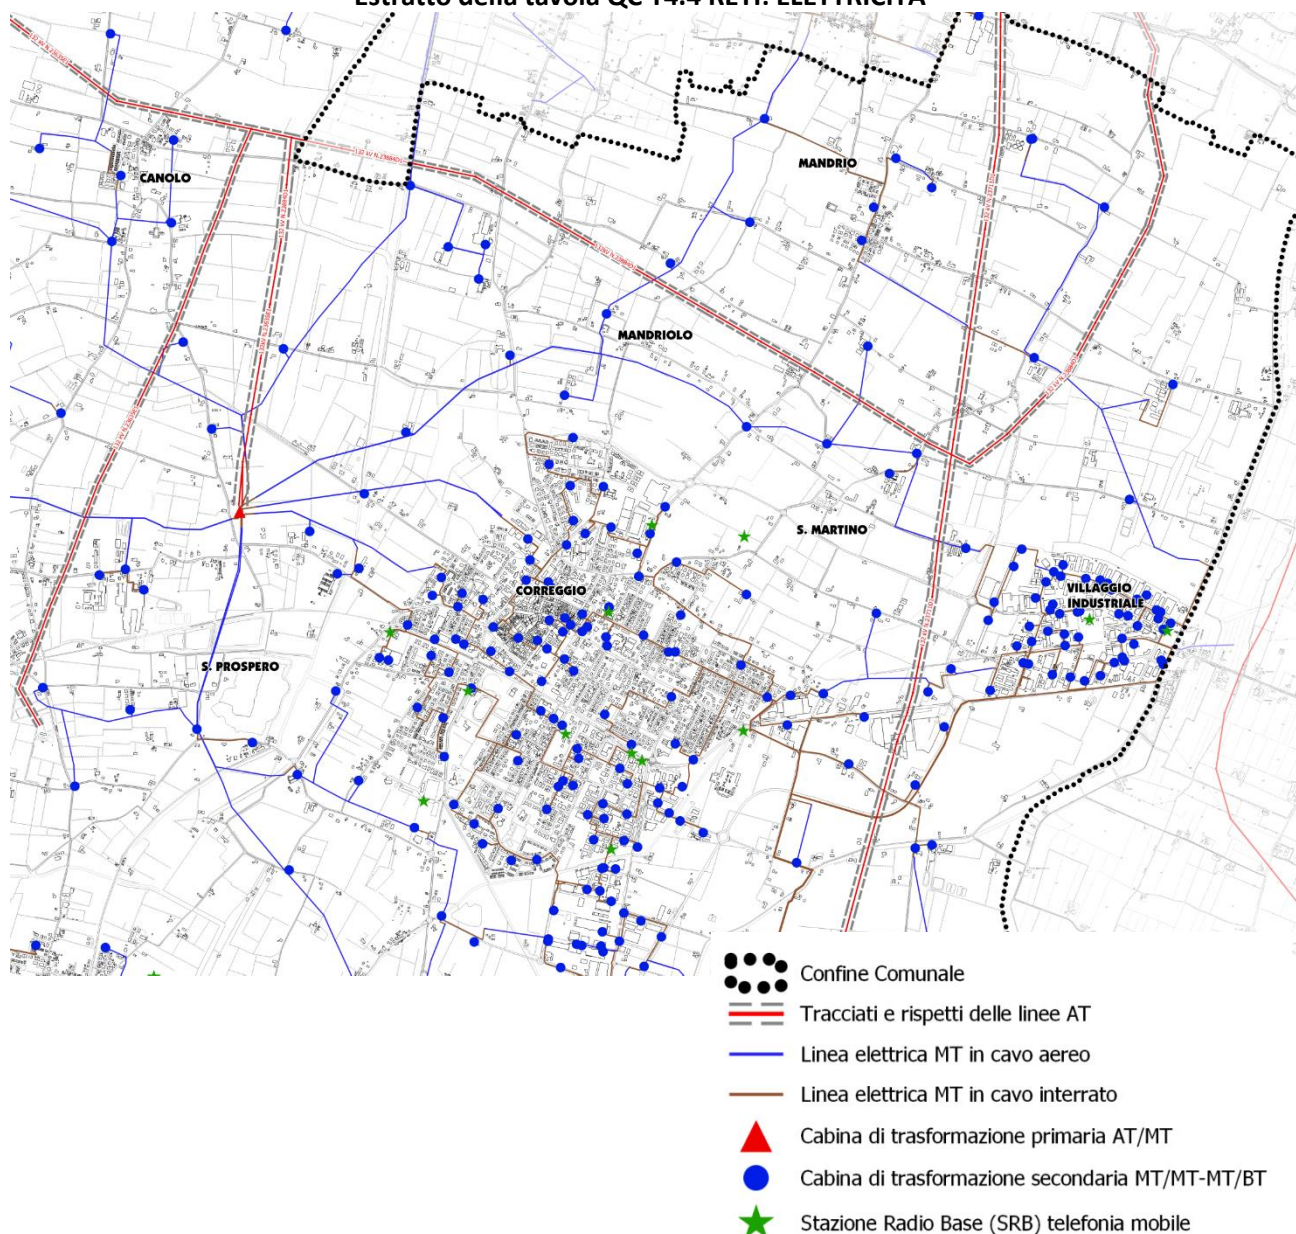 Estratto della tavola QC T4.4 RETI: ELETTRICITÀ
MANDRIO
CANOLO
MANDRIOLO
S. MARTINO
CORREGGIO
VILLAGGIO
INDUSTRIALE
S. PROSPERO
Confine Comunale
Tracciati e rispetti delle linee AT
Linea elettrica MT in cavo aereo
Linea elettrica MT in cavo interrato
Cabina di trasformazione primaria AT/MT
Cabina di trasformazione secondaria MT/MT-MT/BT
Stazione Radio Base (SRB) telefonia mobile